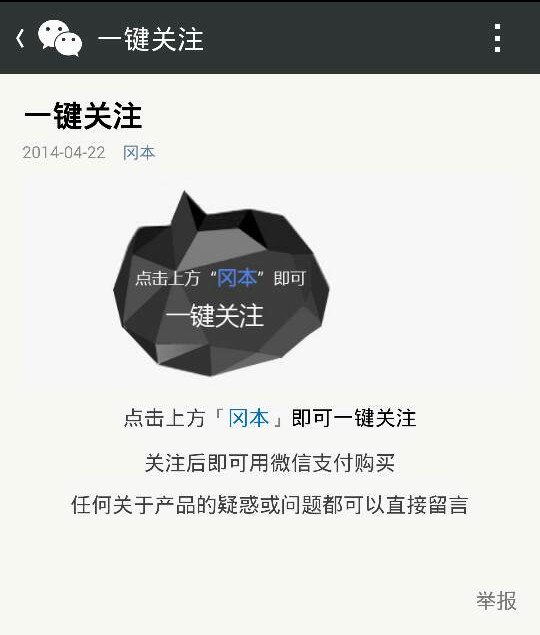 一键关注
一键关注
2014-04-22 冈本
点击上方“冈本”即可
一键关注
点击上方「冈本」即可一键关注
关注后即可用微信支付购买
任何关于产品的疑惑或问题都可以直接留言
举报